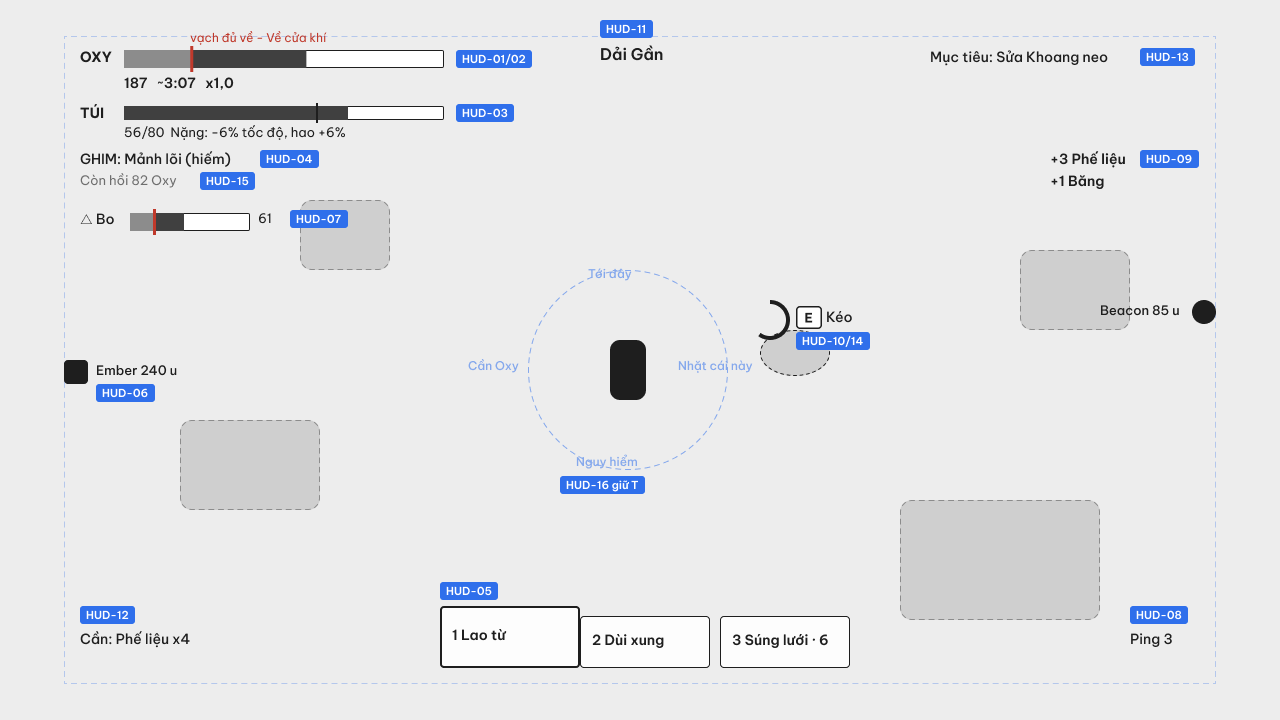 HUD-11
vạch đủ về - Về cửa khí
OXY
HUD-01/02
Dải Gần
Mục tiêu: Sửa Khoang neo
HUD-13
187 ~3:07 x1,0
TÚI
HUD-03
56/80 Nặng: -6% tốc độ, hao +6%
GHIM: Mảnh lõi (hiếm)
HUD-04
+3 Phế liệu
HUD-09
Còn hồi 82 Oxy
HUD-15
+1 Băng
△ Bo
61
HUD-07
Tới đây
E
Kéo
Beacon 85 u
HUD-10/14
Ember 240 u
HUD-06
Cần Oxy
Nhặt cái này
Nguy hiểm
HUD-16 giữ T
HUD-05
HUD-12
Cần: Phế liệu x4
1 Lao từ
2 Dùi xung
3 Súng lưới · 6
HUD-08
Ping 3